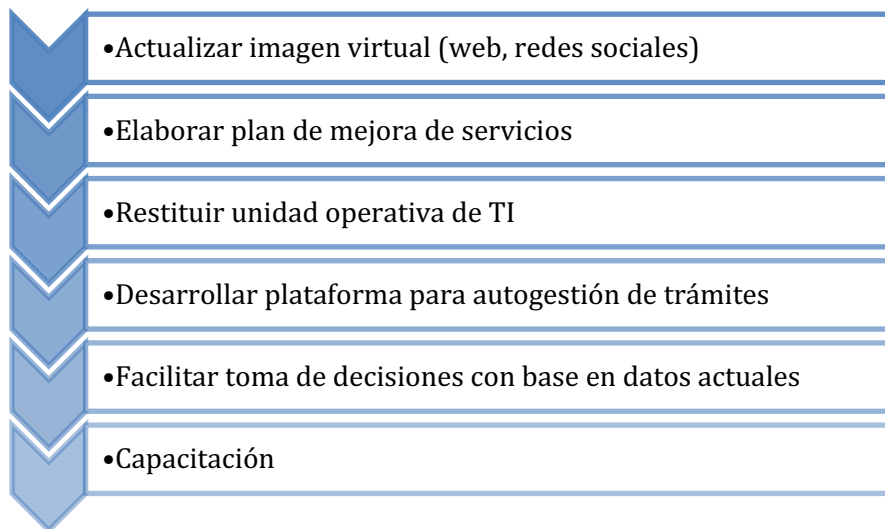 •Actualizar imagen virtual (web, redes sociales)
•Elaborar plan de mejora de servicios
•Restituir unidad operativa de TI
•Desarrollar plataforma para autogestión de trámites
•Facilitar toma de decisiones con base en datos actuales
•Capacitación